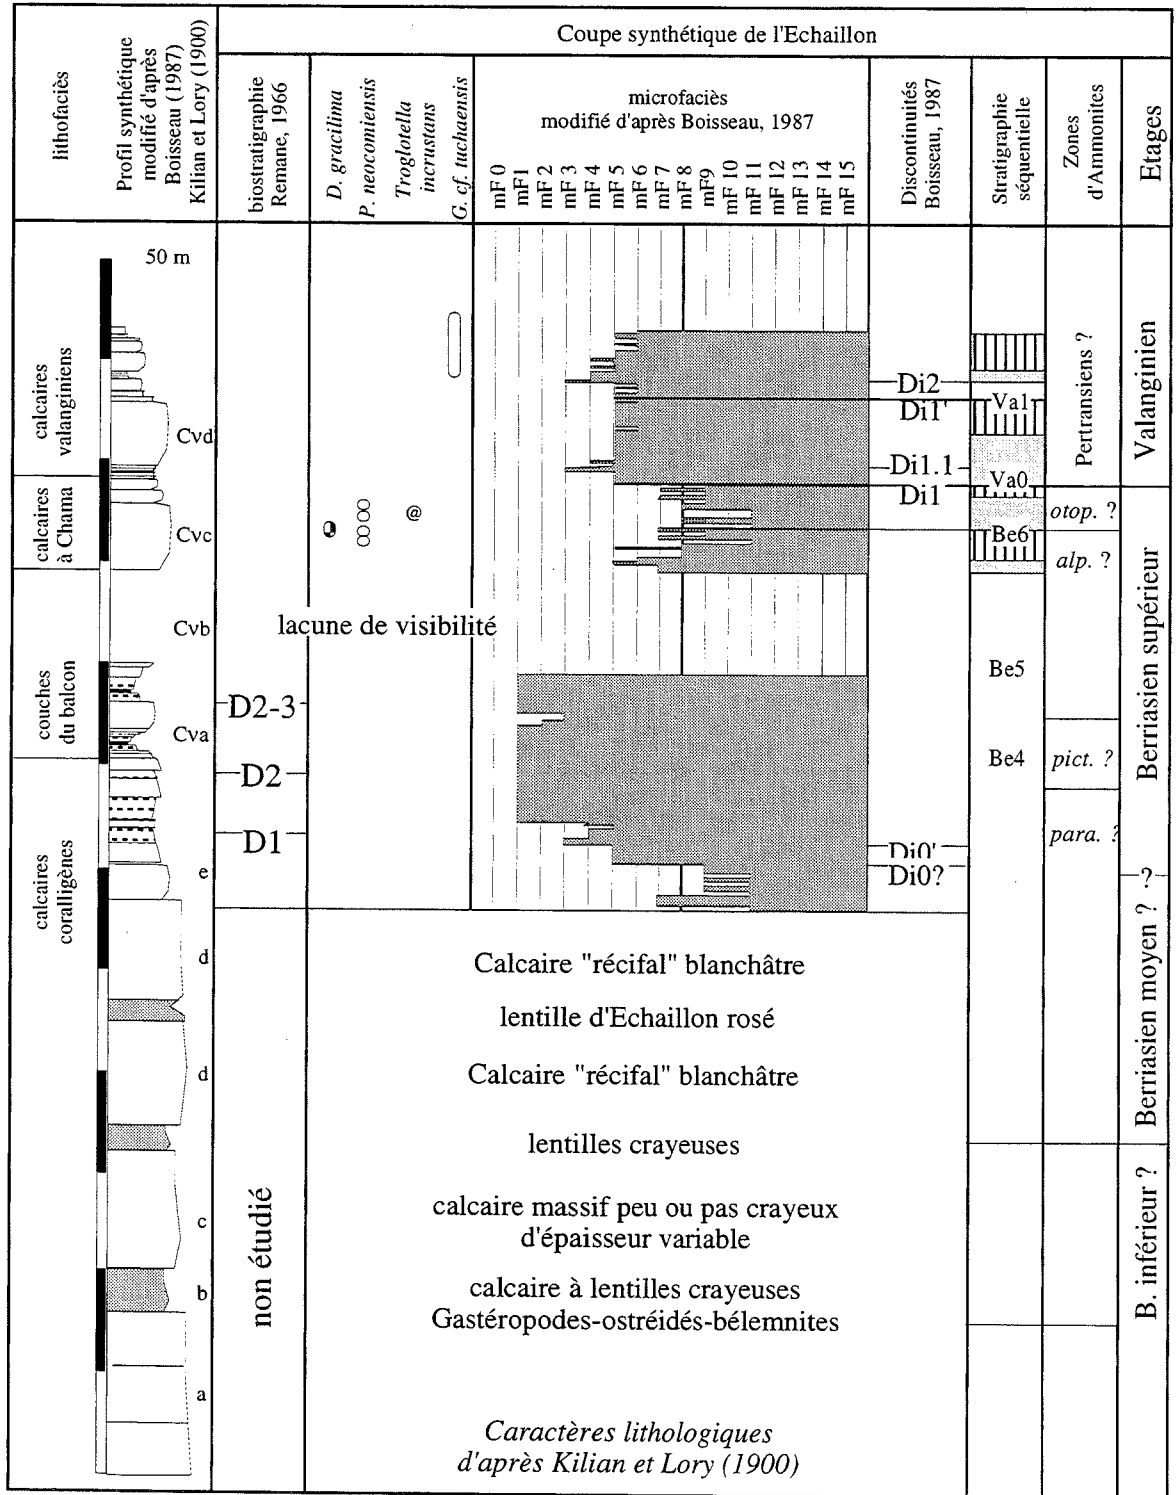 Coupe synthétique de l'Echaillon
lithofaciès
Profil synthétique
modifié d'après
Boisseau (1987)
Kilian et Lory (1900)
biostratigraphie
Remane, 1966
D. gracilima
P. neocomiensis
Troglotella
incrustans
G. cf. tuchaensis
microfaciès
modifié d'après Boisseau, 1987
mF 0
mF1
mF 2
mF 3
mF 4
mF 5
mF 6
mF 7
mF 8
mF9
mF 10
mF 11
mF 12
mF 13
mF 14
mF 15
Discontinuités
Boisseau, 1987
Stratigraphie
séquentielle
Zones
d'Ammonites
Etages
50 m
calcaires
valanginiens
Cvd
Di2
Di1'
Va1
Di1.1
Va0
Di1
Pertransiens ?
Valanginien
calcaires
à Chama
Cvc
@
Be6
otop. ?
alp. ?
Cvb
lacune de visibilité
couches
du balcon
Cva
D2-3
D2
D1
Be5
Be4
pict. ?
para. ?
Berriasien supérieur
Di0'
Di0?
-?
calcaires
coralligènes
e
d
Calcaire "récifal" blanchâtre
lentille d'Echaillon rosé
d
Calcaire "récifal" blanchâtre
Berriasien moyen ?
lentilles crayeuses
c
calcaire massif peu ou pas crayeux
d'épaisseur variable
non étudié
b
calcaire à lentilles crayeuses
Gastéropodes-ostréidés-bélemnites
B. inférieur ?
a
Caractères lithologiques
d'après Kilian et Lory (1900)